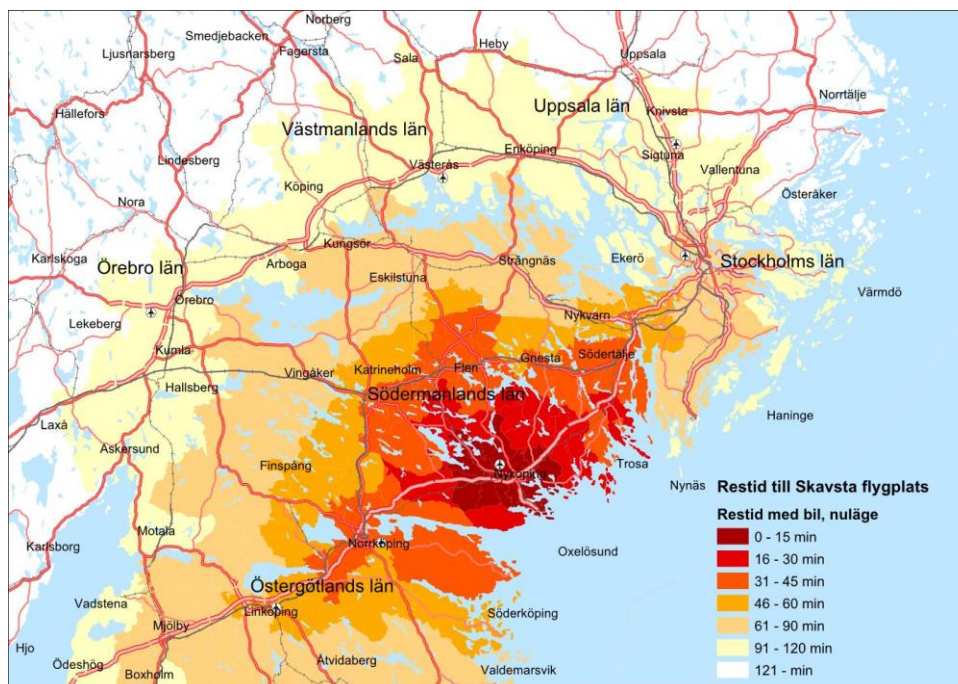 Norberg
Smedjebacken
Ljusnarsberg
Fagersta
Heby
Sala
Uppsala
Hällefors
Uppsala län
Knivsta
Norrtälje
Västmanlands län
Lindesberg
Enköping
Sigtuna
Västerås
Vallentuna
Köping
Österåker
Nora
Kungsör
Karlskoga
Örebro län
Arboga
Strängnäs
Ekerö
Stockholms län
Eskilstuna
Värmdö
Örebro
Nykvarn
Lekeberg
Kumla
Gnesta
Södertälje
Vingåker
Katrineholm
Flen
Hallsberg
Södermanlands län
Haninge
Laxå
Askersund
Finspång
Trosa
Nyköping
Nynäs
Restid till Skavsta flygplats
Restid med bil, nuläge
0 - 15 min
16 - 30 min
31 - 45 min
46 - 60 min
61 - 90 min
91 - 120 min
121 - min
Motala
Karlsborg
Norrköping
Oxelösund
Östergötlands län
Vadstena
Linköping
Söderköping
Mjölby
Hjo
Ödeshög
Åtvidaberg
Valdemarsvik
Boxholm